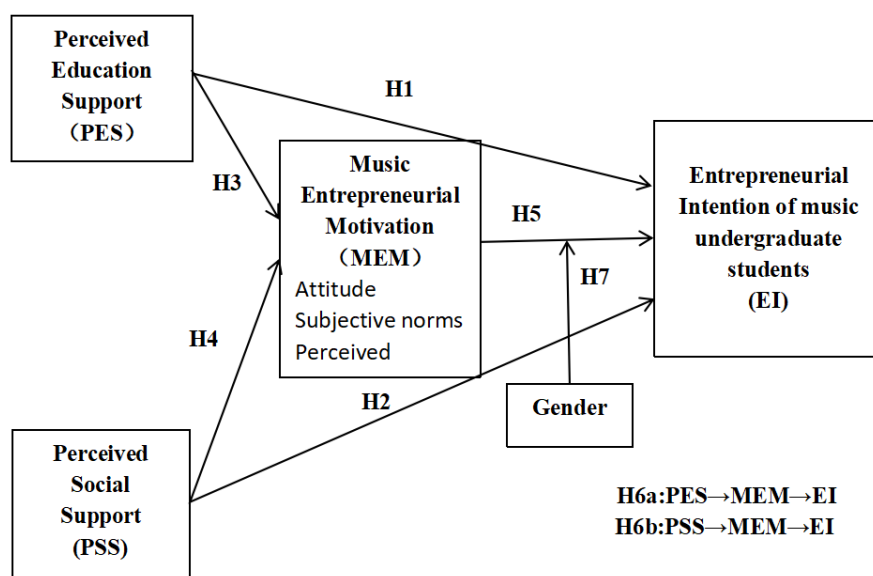 Perceived
Education
Support
（PES）
H1
H3
Music
Entrepreneurial
Motivation
（MEM）
Attitude
Subjective norms
Perceived
H5
Entrepreneurial
Intention of music
undergraduate
students
(EI)
H7
H4
H2
Gender
Perceived
Social
Support
(PSS)
H6a:PES→MEM→EI
H6b:PSS→MEM→EI